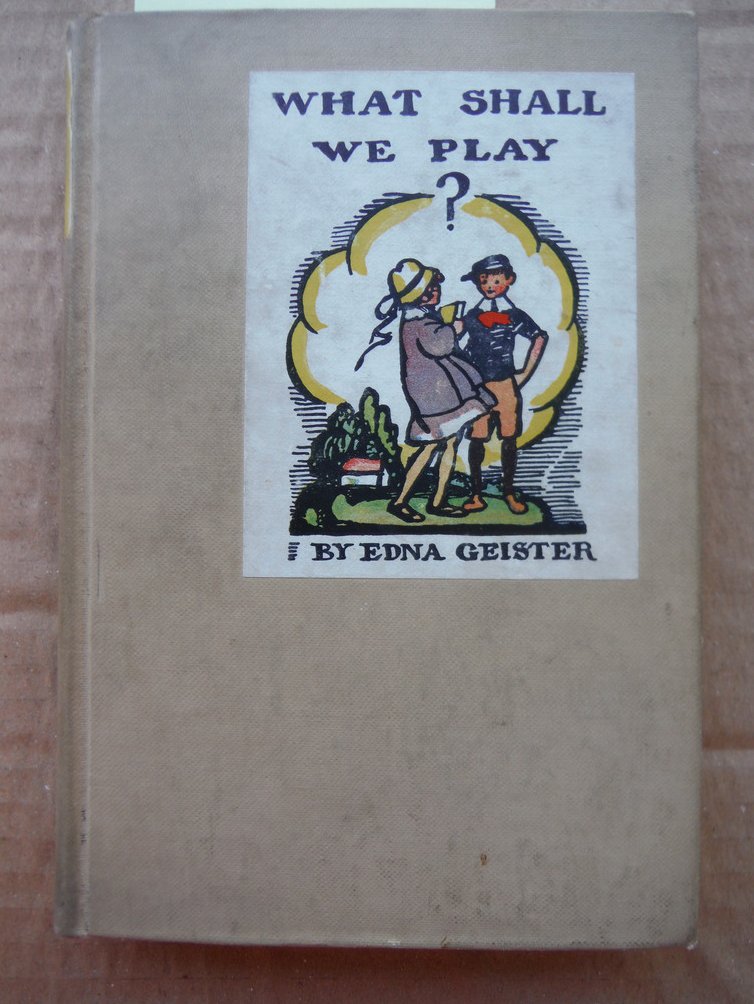 WHAT SHALL
WE PLAY
?
BY EDNA GEISTER